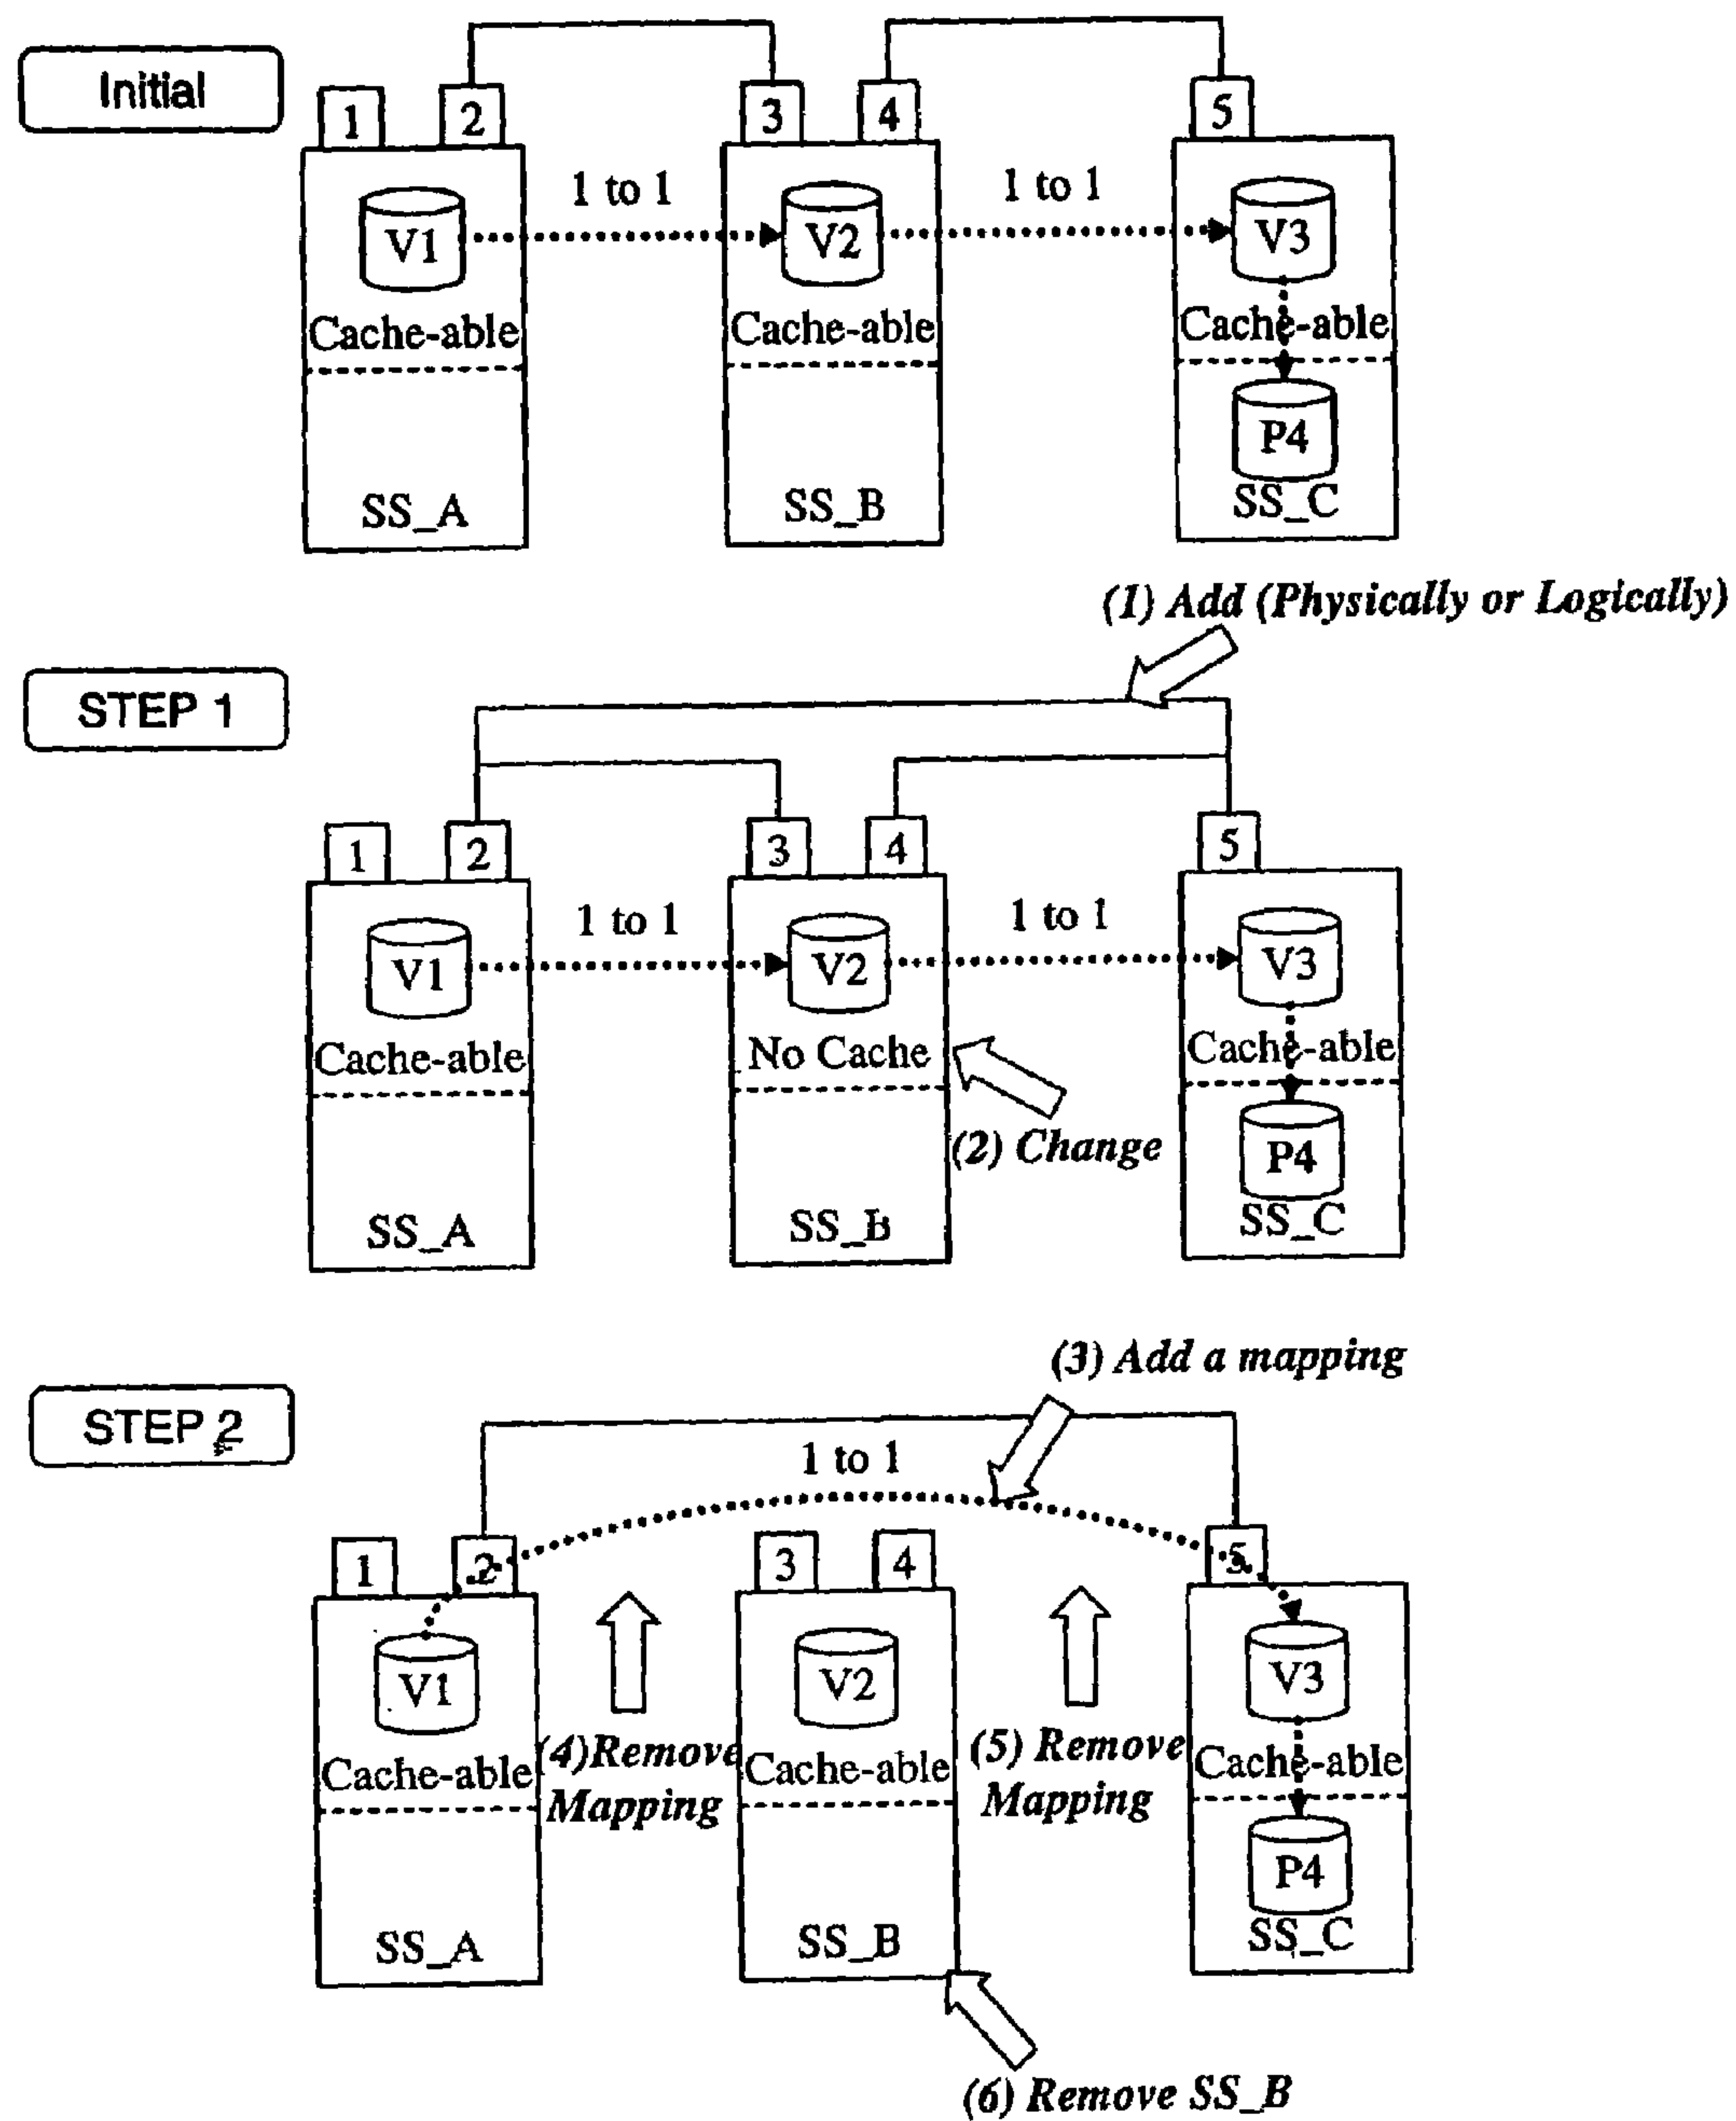 Initial
1 2 3 4 5
1 to 1 1 to 1
V1 V2 V3
Cache-able Cache-able Cache-able
P4
SS_A SS_B SS_C
(1) Add (Physically or Logically)
STEP 1
1 2 3 4 5
1 to 1 1 to 1
V1 V2 V3
Cache-able No Cache Cache-able
(2) Change
P4
SS_A SS_B SS_C
(3) Add a mapping
STEP 2
1 to 1
1 2 3 4 5
V1 V2 V3
(4)Remove Mapping
(5) Remove Mapping
Cache-able Cache-able Cache-able
P4
SS_A SS_B SS_C
(6) Remove SS_B